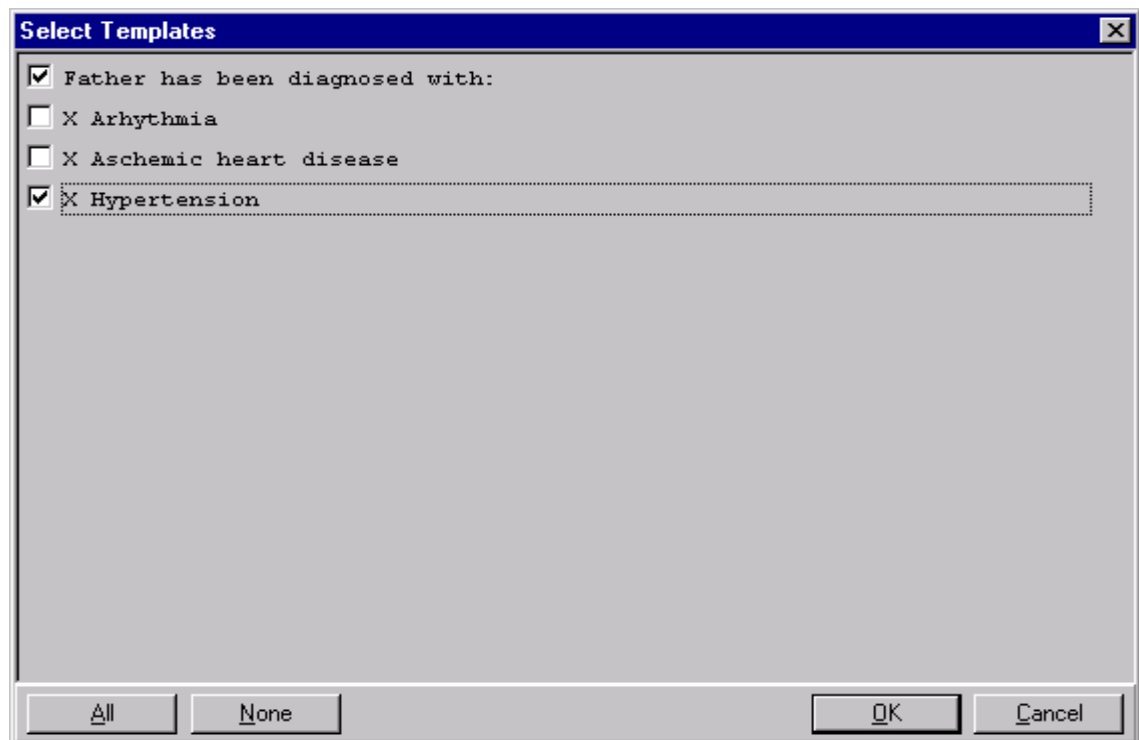 Select Templates
Father has been diagnosed with:
X Arhythmia
X Aschemic heart disease
X Hypertension
All None OK Cancel